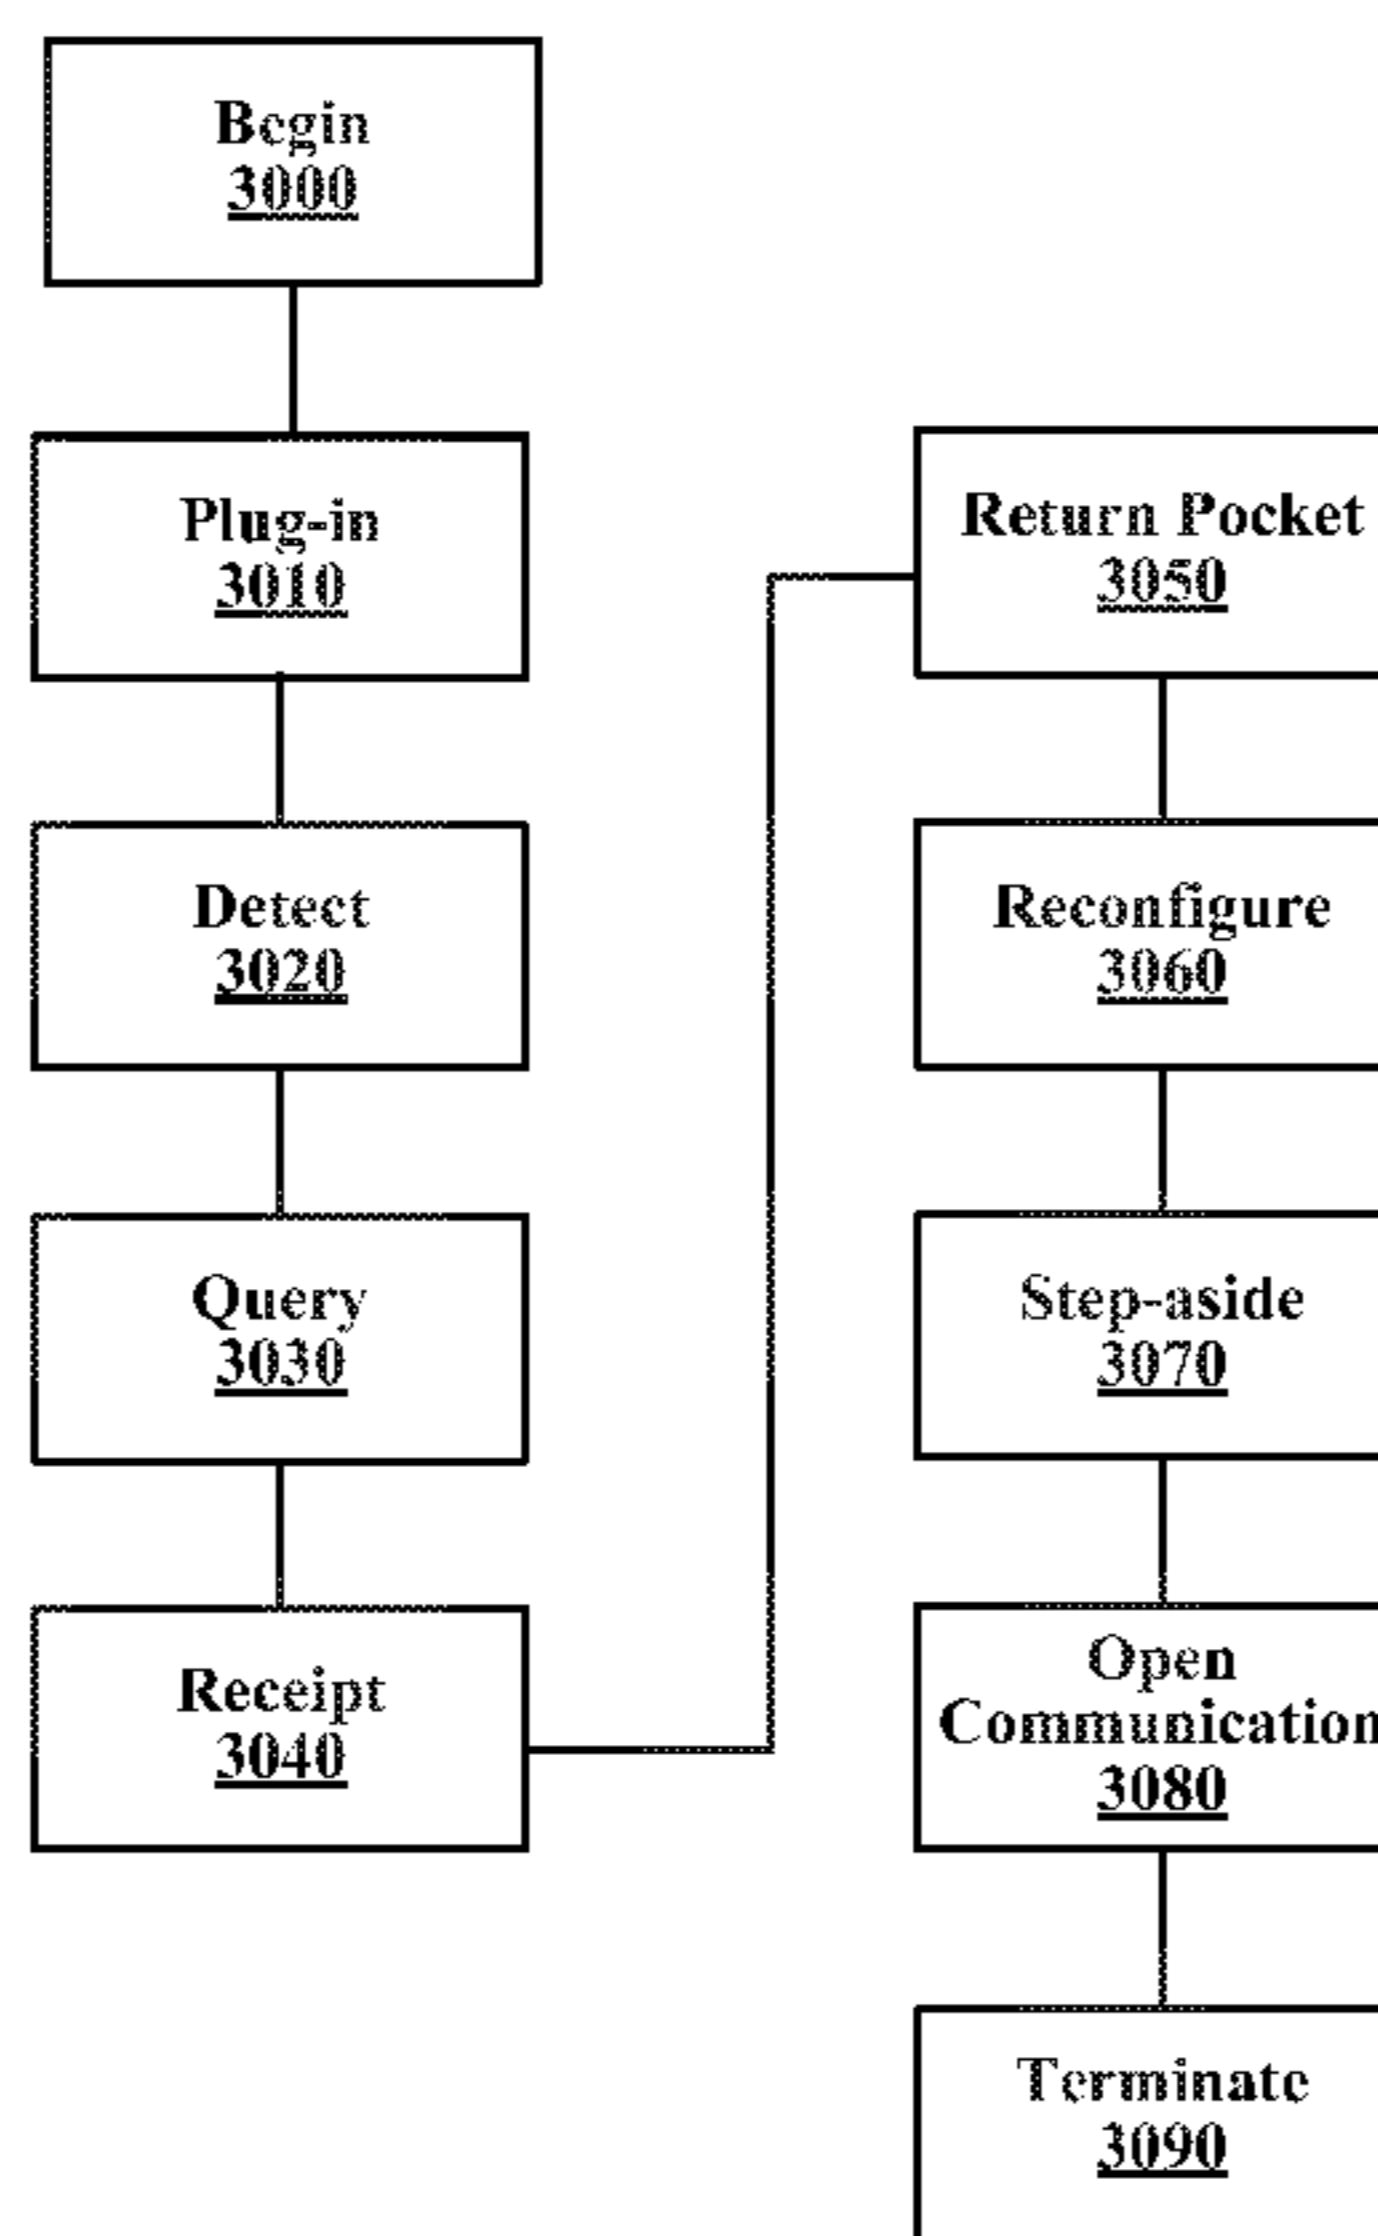 Begin
3000
Plug-in
3010
Detect
3020
Query
3030
Receipt
3040
Return Pocket
3050
Reconfigure
3060
Step-aside
3070
Open
Communication
3080
Terminate
3090